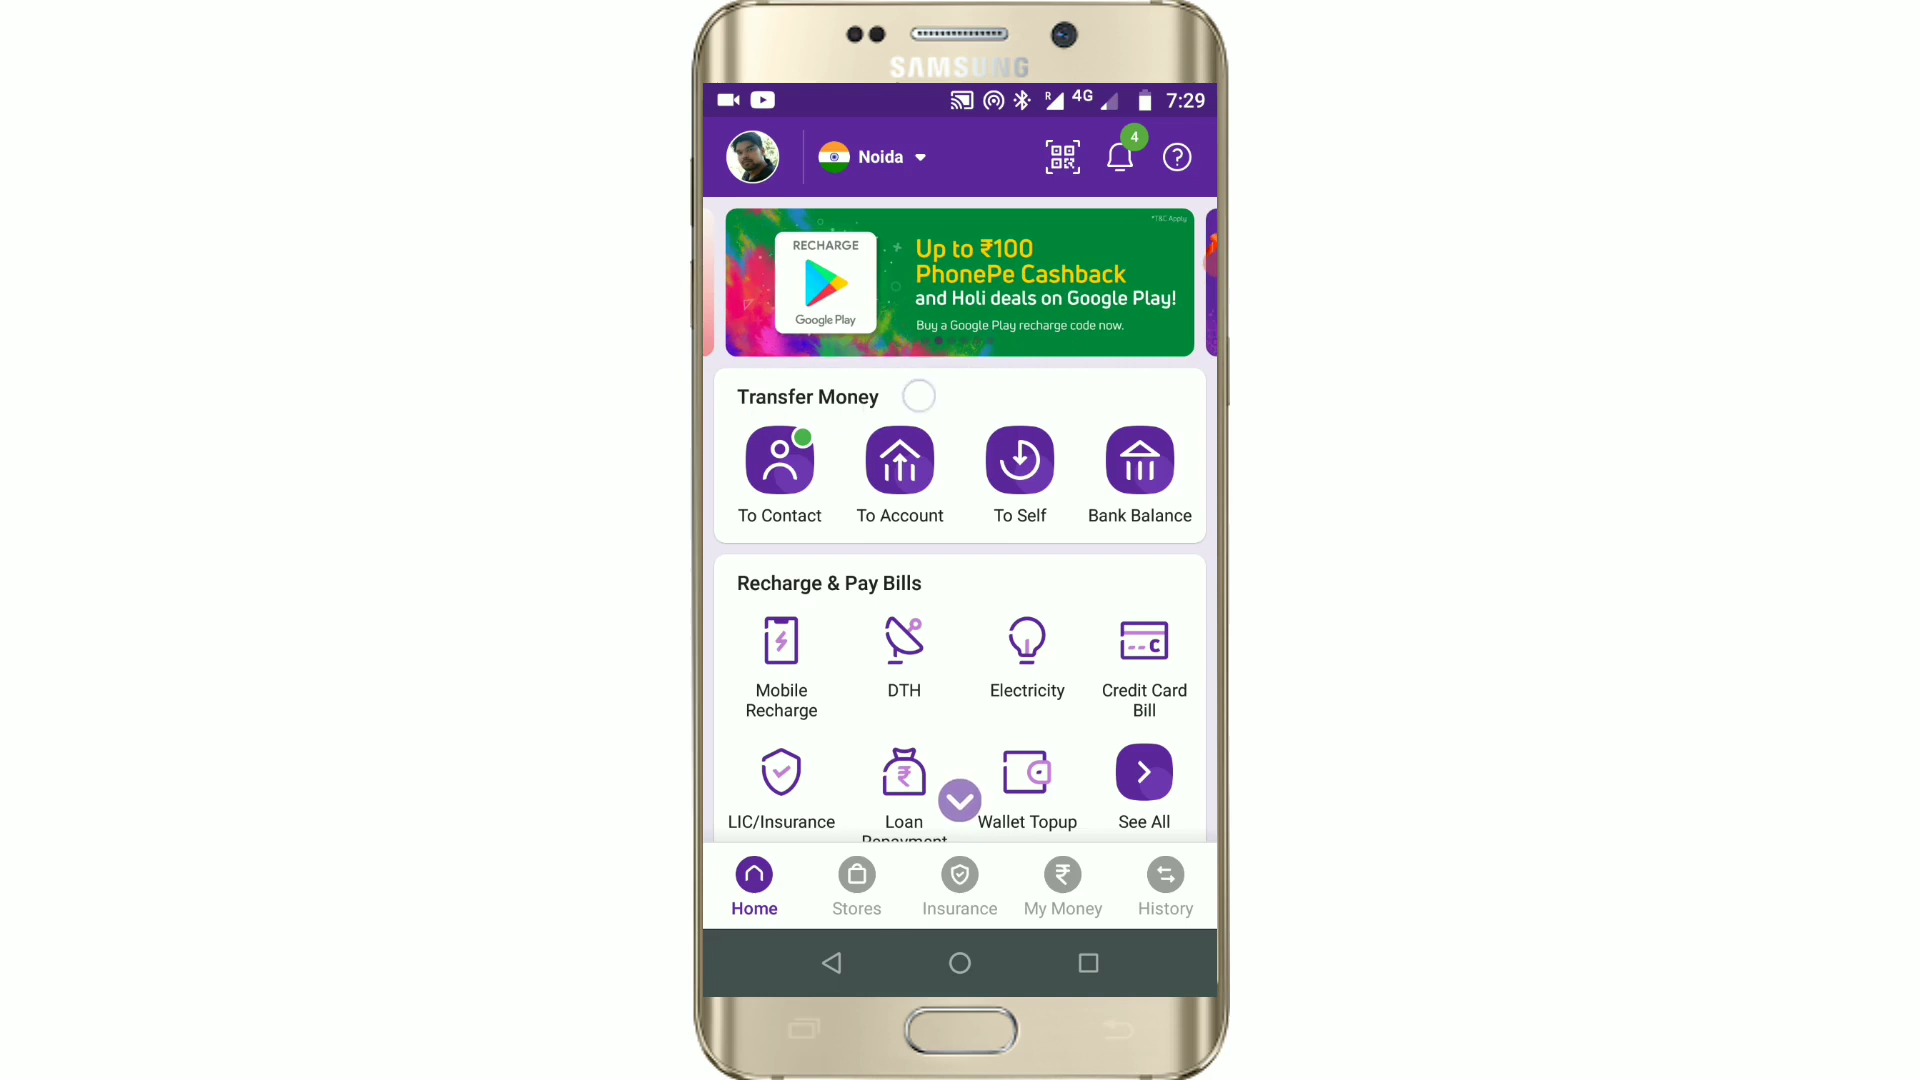 SAMSUNG
R 4G 7:29
Noida
4
*T&C Apply
RECHARGE
Google Play
Up to ₹100
PhonePe Cashback
and Holi deals on Google Play!
Buy a Google Play recharge code now.
Transfer Money
To Contact To Account To Self Bank Balance
Recharge & Pay Bills
Mobile Recharge
DTH
Electricity
Credit Card Bill
LIC/Insurance
Loan Repayment
Wallet Topup
See All
Home Stores Insurance My Money History